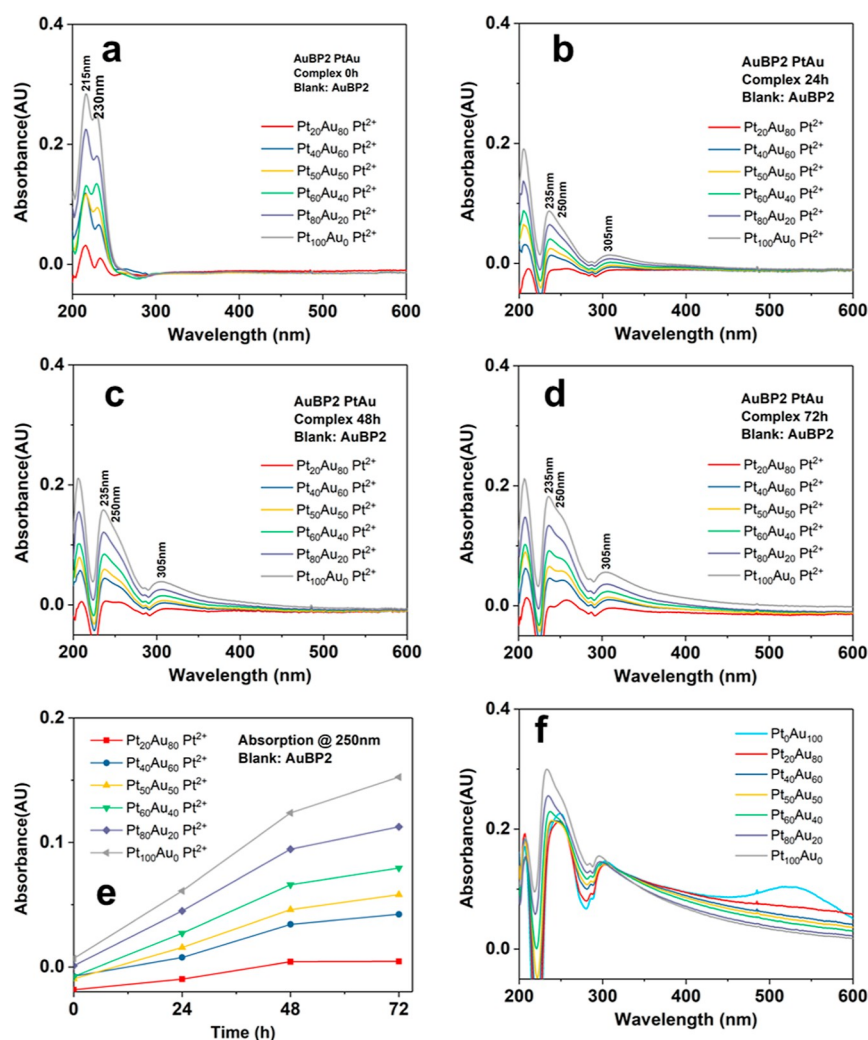 a
215nm
230nm
AuBP2 PtAu
Complex 0h
Blank: AuBP2
Pt₂₀Au₈₀ Pt²⁺
Pt₄₀Au₆₀ Pt²⁺
Pt₅₀Au₅₀ Pt²⁺
Pt₆₀Au₄₀ Pt²⁺
Pt₈₀Au₂₀ Pt²⁺
Pt₁₀₀Au₀ Pt²⁺
Absorbance(AU)
0.4
0.2
0.0
200 300 400 500 600
Wavelength (nm)
b
235nm
250nm
305nm
AuBP2 PtAu
Complex 24h
Blank: AuBP2
Pt₂₀Au₈₀ Pt²⁺
Pt₄₀Au₆₀ Pt²⁺
Pt₅₀Au₅₀ Pt²⁺
Pt₆₀Au₄₀ Pt²⁺
Pt₈₀Au₂₀ Pt²⁺
Pt₁₀₀Au₀ Pt²⁺
Absorbance(AU)
0.4
0.2
0.0
200 300 400 500 600
Wavelength (nm)
c
235nm
250nm
305nm
AuBP2 PtAu
Complex 48h
Blank: AuBP2
Pt₂₀Au₈₀ Pt²⁺
Pt₄₀Au₆₀ Pt²⁺
Pt₅₀Au₅₀ Pt²⁺
Pt₆₀Au₄₀ Pt²⁺
Pt₈₀Au₂₀ Pt²⁺
Pt₁₀₀Au₀ Pt²⁺
Absorbance(AU)
0.4
0.2
0.0
200 300 400 500 600
Wavelength (nm)
d
235nm
250nm
305nm
AuBP2 PtAu
Complex 72h
Blank: AuBP2
Pt₂₀Au₈₀ Pt²⁺
Pt₄₀Au₆₀ Pt²⁺
Pt₅₀Au₅₀ Pt²⁺
Pt₆₀Au₄₀ Pt²⁺
Pt₈₀Au₂₀ Pt²⁺
Pt₁₀₀Au₀ Pt²⁺
Absorbance(AU)
0.4
0.2
0.0
200 300 400 500 600
Wavelength (nm)
e
Absorption @ 250nm
Blank: AuBP2
Pt₂₀Au₈₀ Pt²⁺
Pt₄₀Au₆₀ Pt²⁺
Pt₅₀Au₅₀ Pt²⁺
Pt₆₀Au₄₀ Pt²⁺
Pt₈₀Au₂₀ Pt²⁺
Pt₁₀₀Au₀ Pt²⁺
Absorbance(AU)
0.2
0.1
0.0
0 24 48 72
Time (h)
f
Pt₀Au₁₀₀
Pt₂₀Au₈₀
Pt₄₀Au₆₀
Pt₅₀Au₅₀
Pt₆₀Au₄₀
Pt₈₀Au₂₀
Pt₁₀₀Au₀
Absorbance(AU)
0.4
0.2
0.0
200 300 400 500 600
Wavelength (nm)